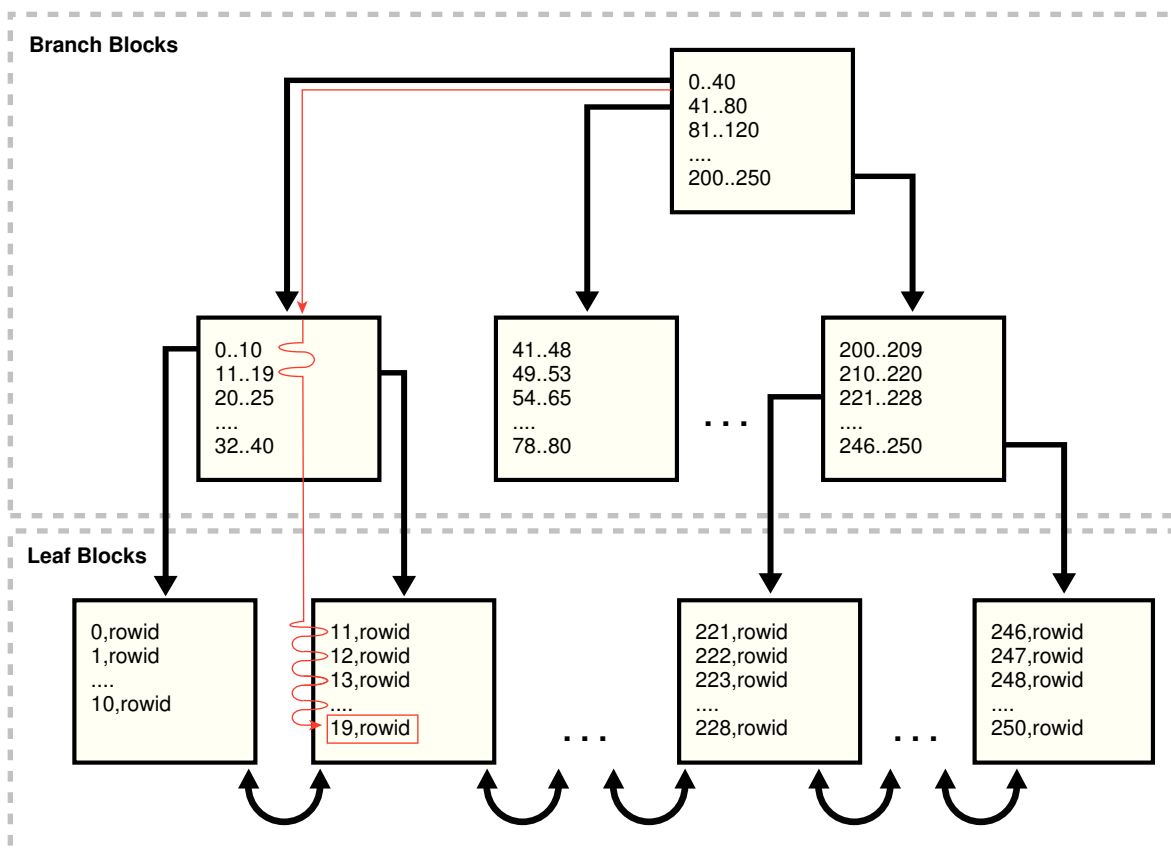 Branch Blocks
0..40
41..80
81..120
....
200..250
0..10
11..19
20..25
....
32..40
41..48
49..53
54..65
....
78..80
...
200..209
210..220
221..228
....
246..250
Leaf Blocks
0,rowid
1,rowid
....
10,rowid
11,rowid
12,rowid
13,rowid
....
19,rowid
...
221,rowid
222,rowid
223,rowid
....
228,rowid
...
246,rowid
247,rowid
248,rowid
....
250,rowid